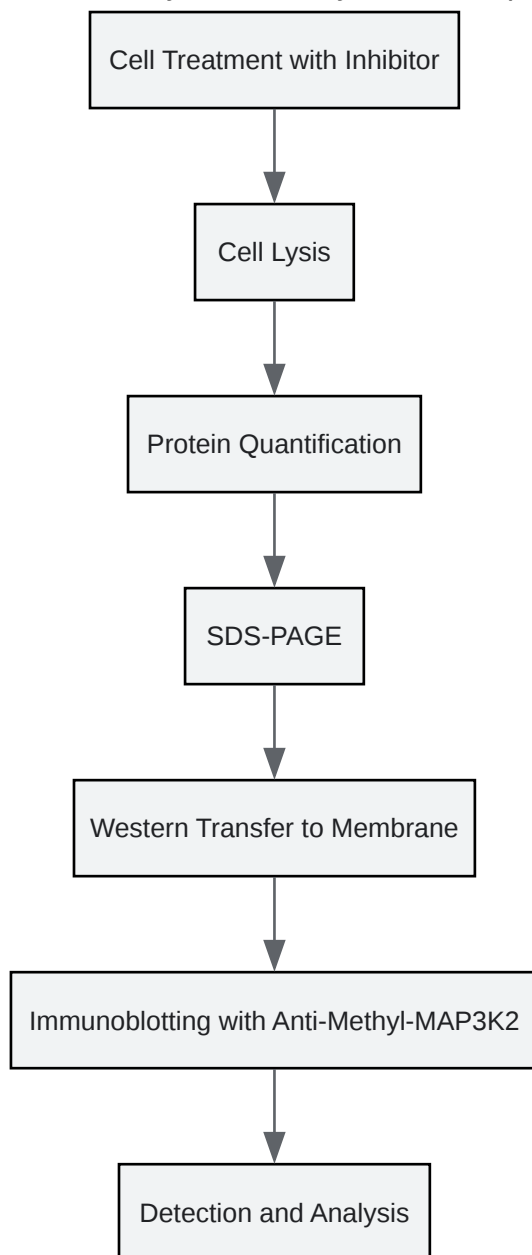 Cell Treatment with Inhibitor
Cell Lysis
Protein Quantification
SDS-PAGE
Western Transfer to Membrane
Immunoblotting with Anti-Methyl-MAP3K2
Detection and Analysis